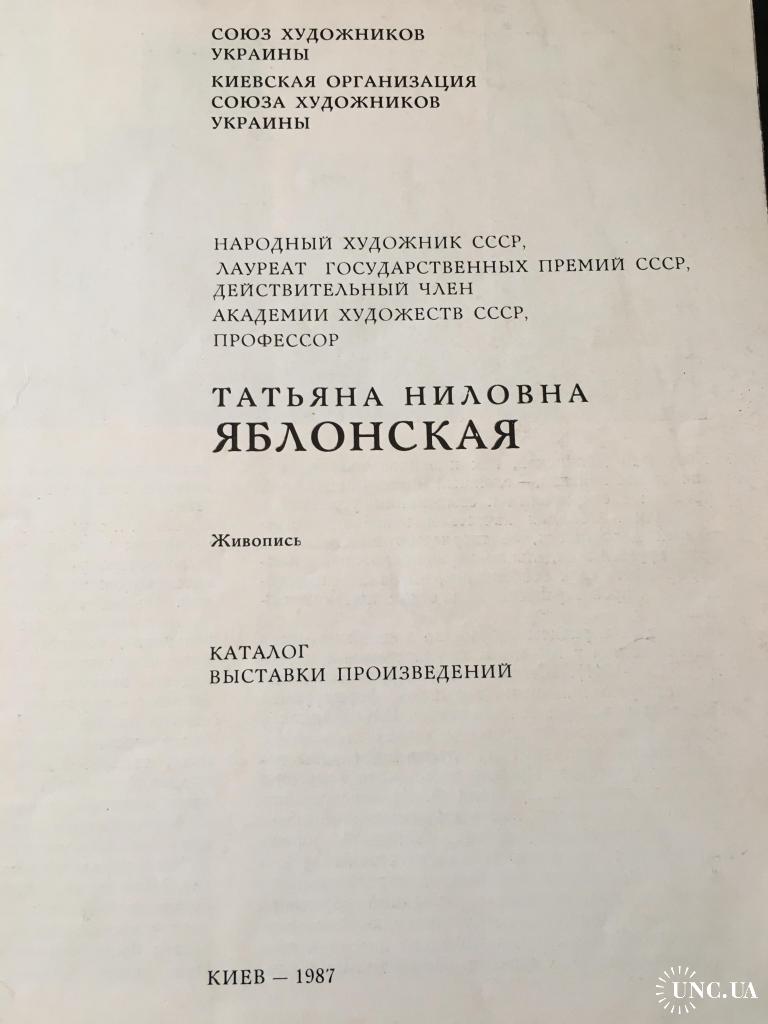 СОЮЗ ХУДОЖНИКОВ
УКРАИНЫ
КИЕВСКАЯ ОРГАНИЗАЦИЯ
СОЮЗА ХУДОЖНИКОВ
УКРАИНЫ
НАРОДНЫЙ ХУДОЖНИК СССР,
ЛАУРЕАТ ГОСУДАРСТВЕННЫХ ПРЕМИЙ СССР,
ДЕЙСТВИТЕЛЬНЫЙ ЧЛЕН
АКАДЕМИИ ХУДОЖЕСТВ СССР,
ПРОФЕССОР
ТАТЬЯНА НИЛОВНА
ЯБЛОНСКАЯ
Живопись
КАТАЛОГ
ВЫСТАВКИ ПРОИЗВЕДЕНИЙ
КИЕВ — 1987
UNC.UA